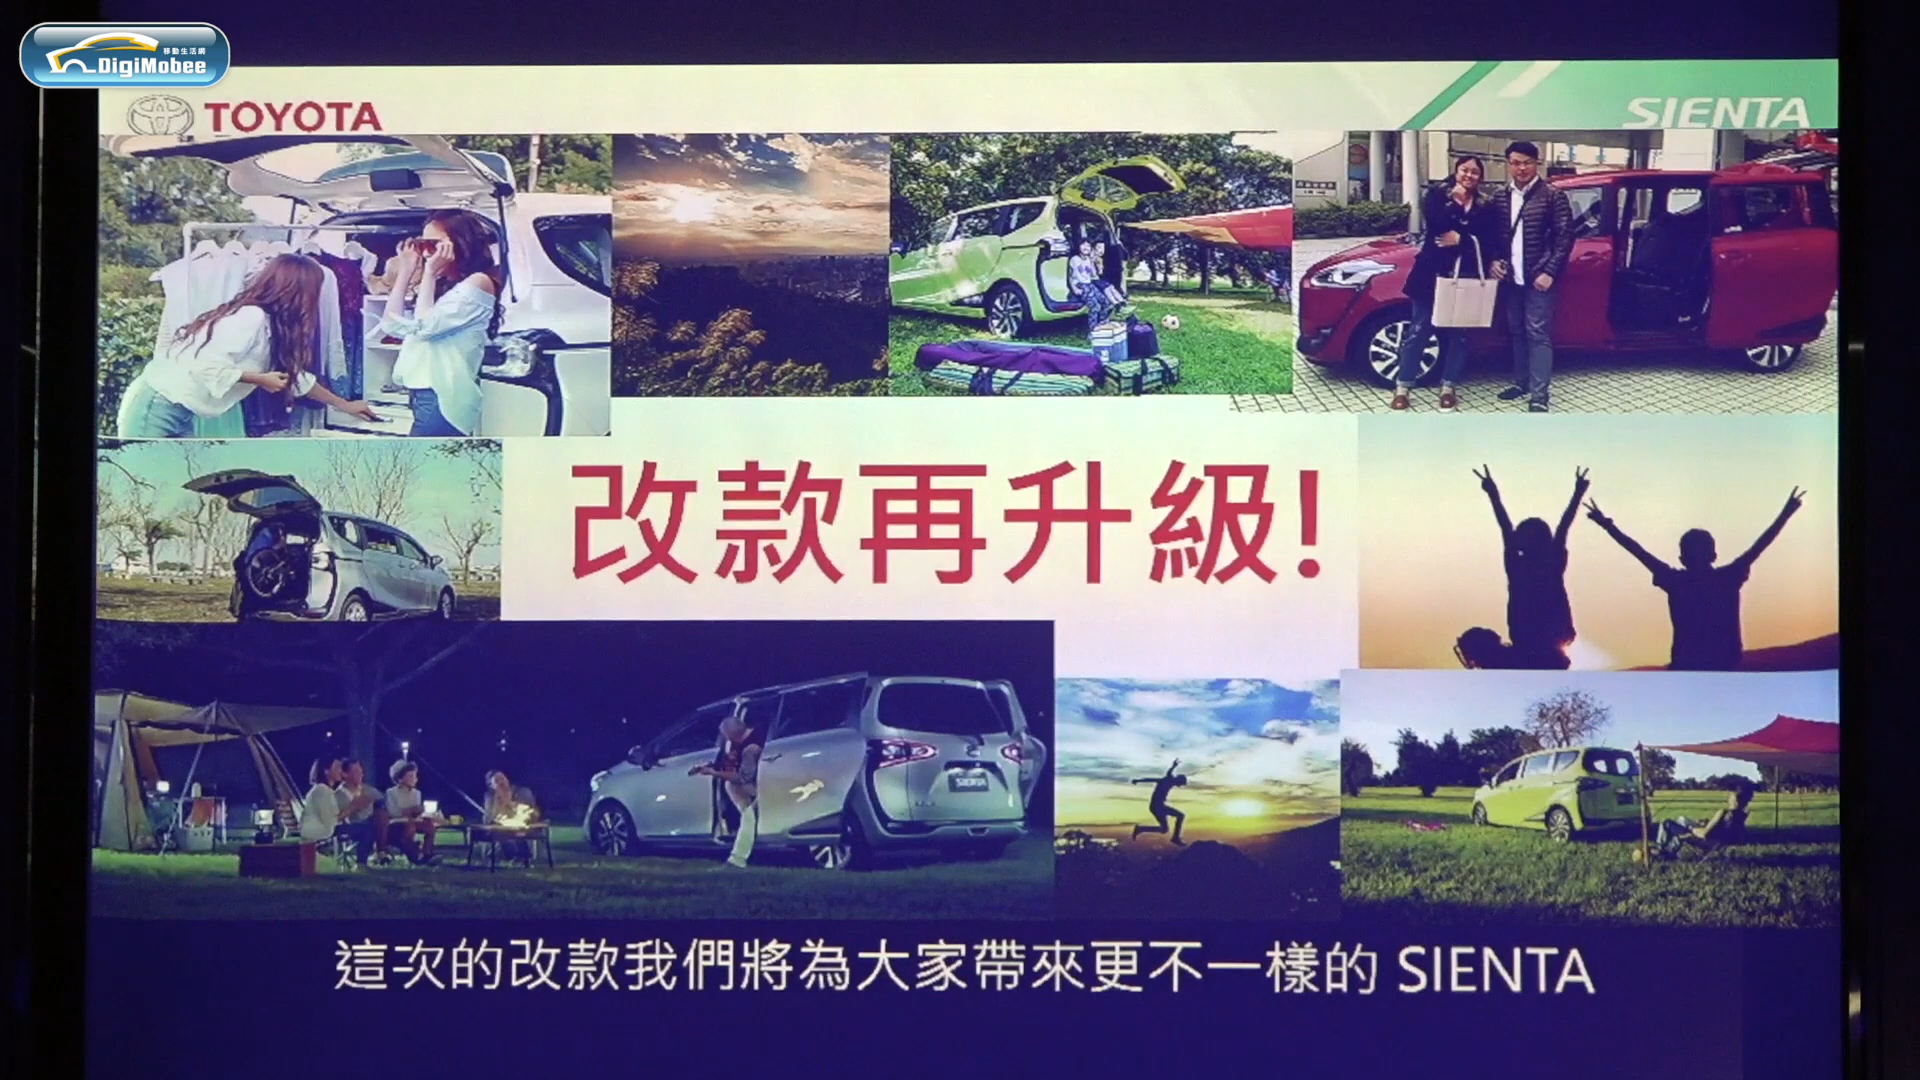 移動生活網
DigiMobee
TOYOTA
SIENTA
改款再升級!
SIENTA
這次的改款我們將為大家帶來更不一樣的 SIENTA